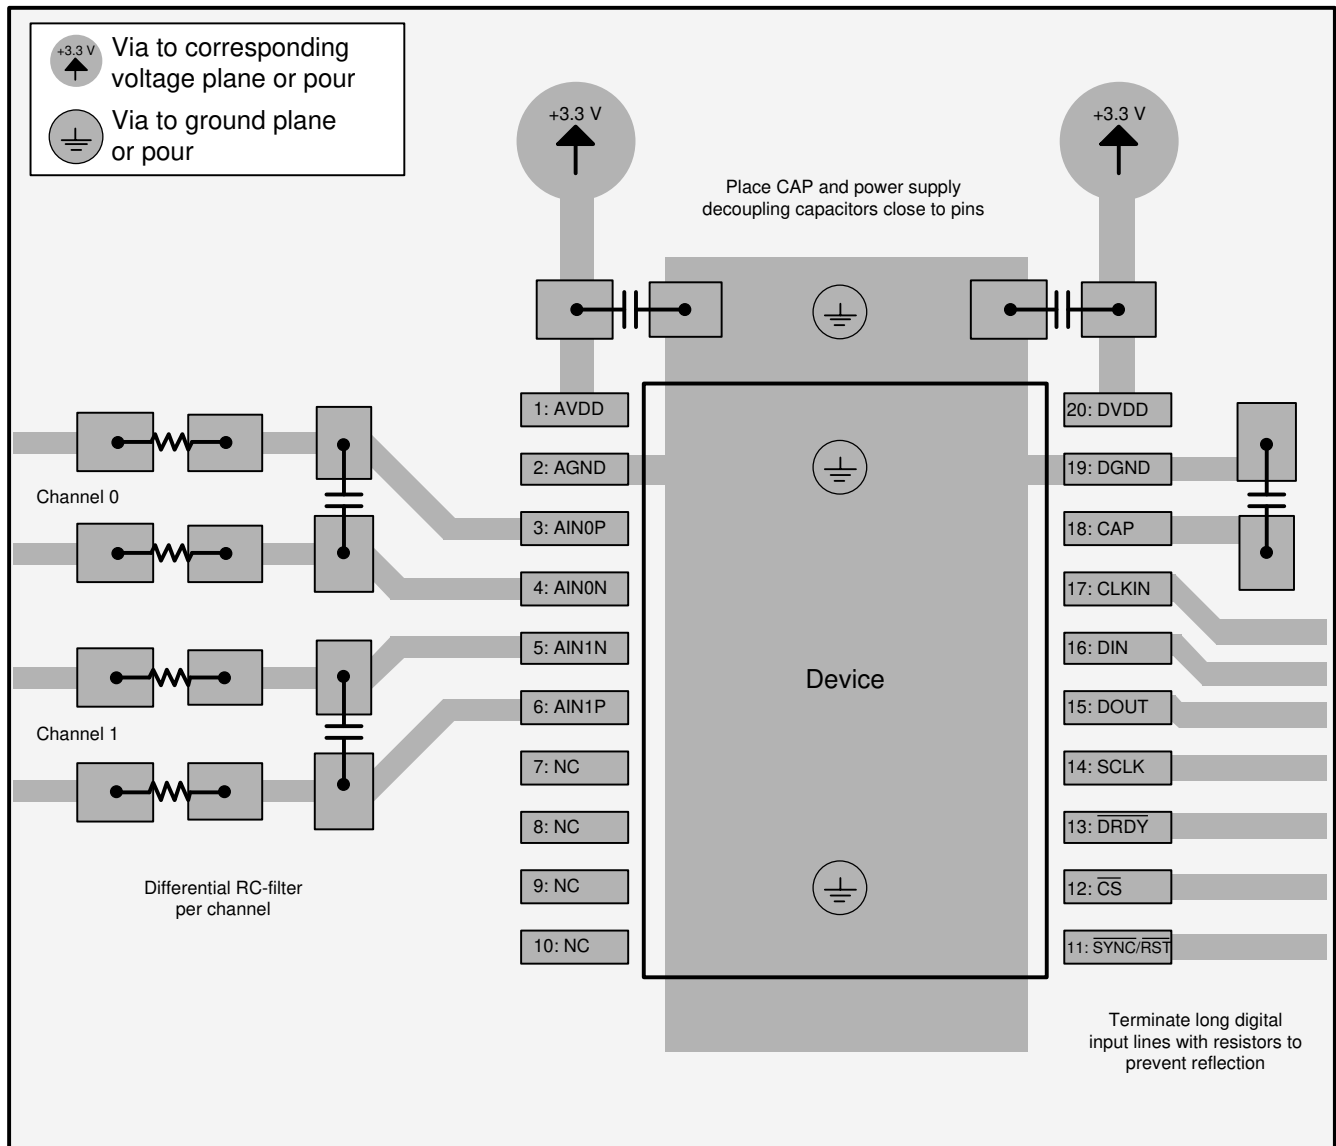 +3.3 V
Via to corresponding
voltage plane or pour
Via to ground plane
or pour
+3.3 V
+3.3 V
Place CAP and power supply
decoupling capacitors close to pins
1: AVDD
2: AGND
3: AIN0P
4: AIN0N
5: AIN1N
6: AIN1P
7: NC
8: NC
9: NC
10: NC
Channel 0
Channel 1
Differential RC-filter
per channel
Device
20: DVDD
19: DGND
18: CAP
17: CLKIN
16: DIN
15: DOUT
14: SCLK
13: D̅R̅D̅Y̅
12: C̅S̅
11: S̅Y̅N̅C̅/R̅S̅T̅
Terminate long digital
input lines with resistors to
prevent reflection